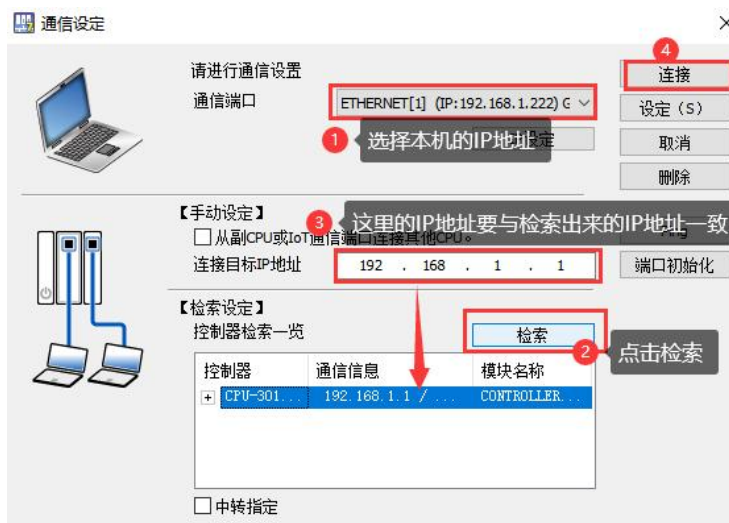 通信设定
请进行通信设置
通信端口
ETHERNET[1] (IP:192.168.1.222) G
1 选择本机的IP地址
4
连接
设定（S）
取消
删除
【手动设定】
3 这里的IP地址要与检索出来的IP地址一致
从副CPU或IoT通信端口连接其他CPU。
连接目标IP地址
192 . 168 . 1 . 1
端口初始化
【检索设定】
控制器检索一览
检索
2 点击检索
控制器 通信信息 模块名称
CPU-301... 192.168.1.1 / ... CONTROLLER...
中转指定